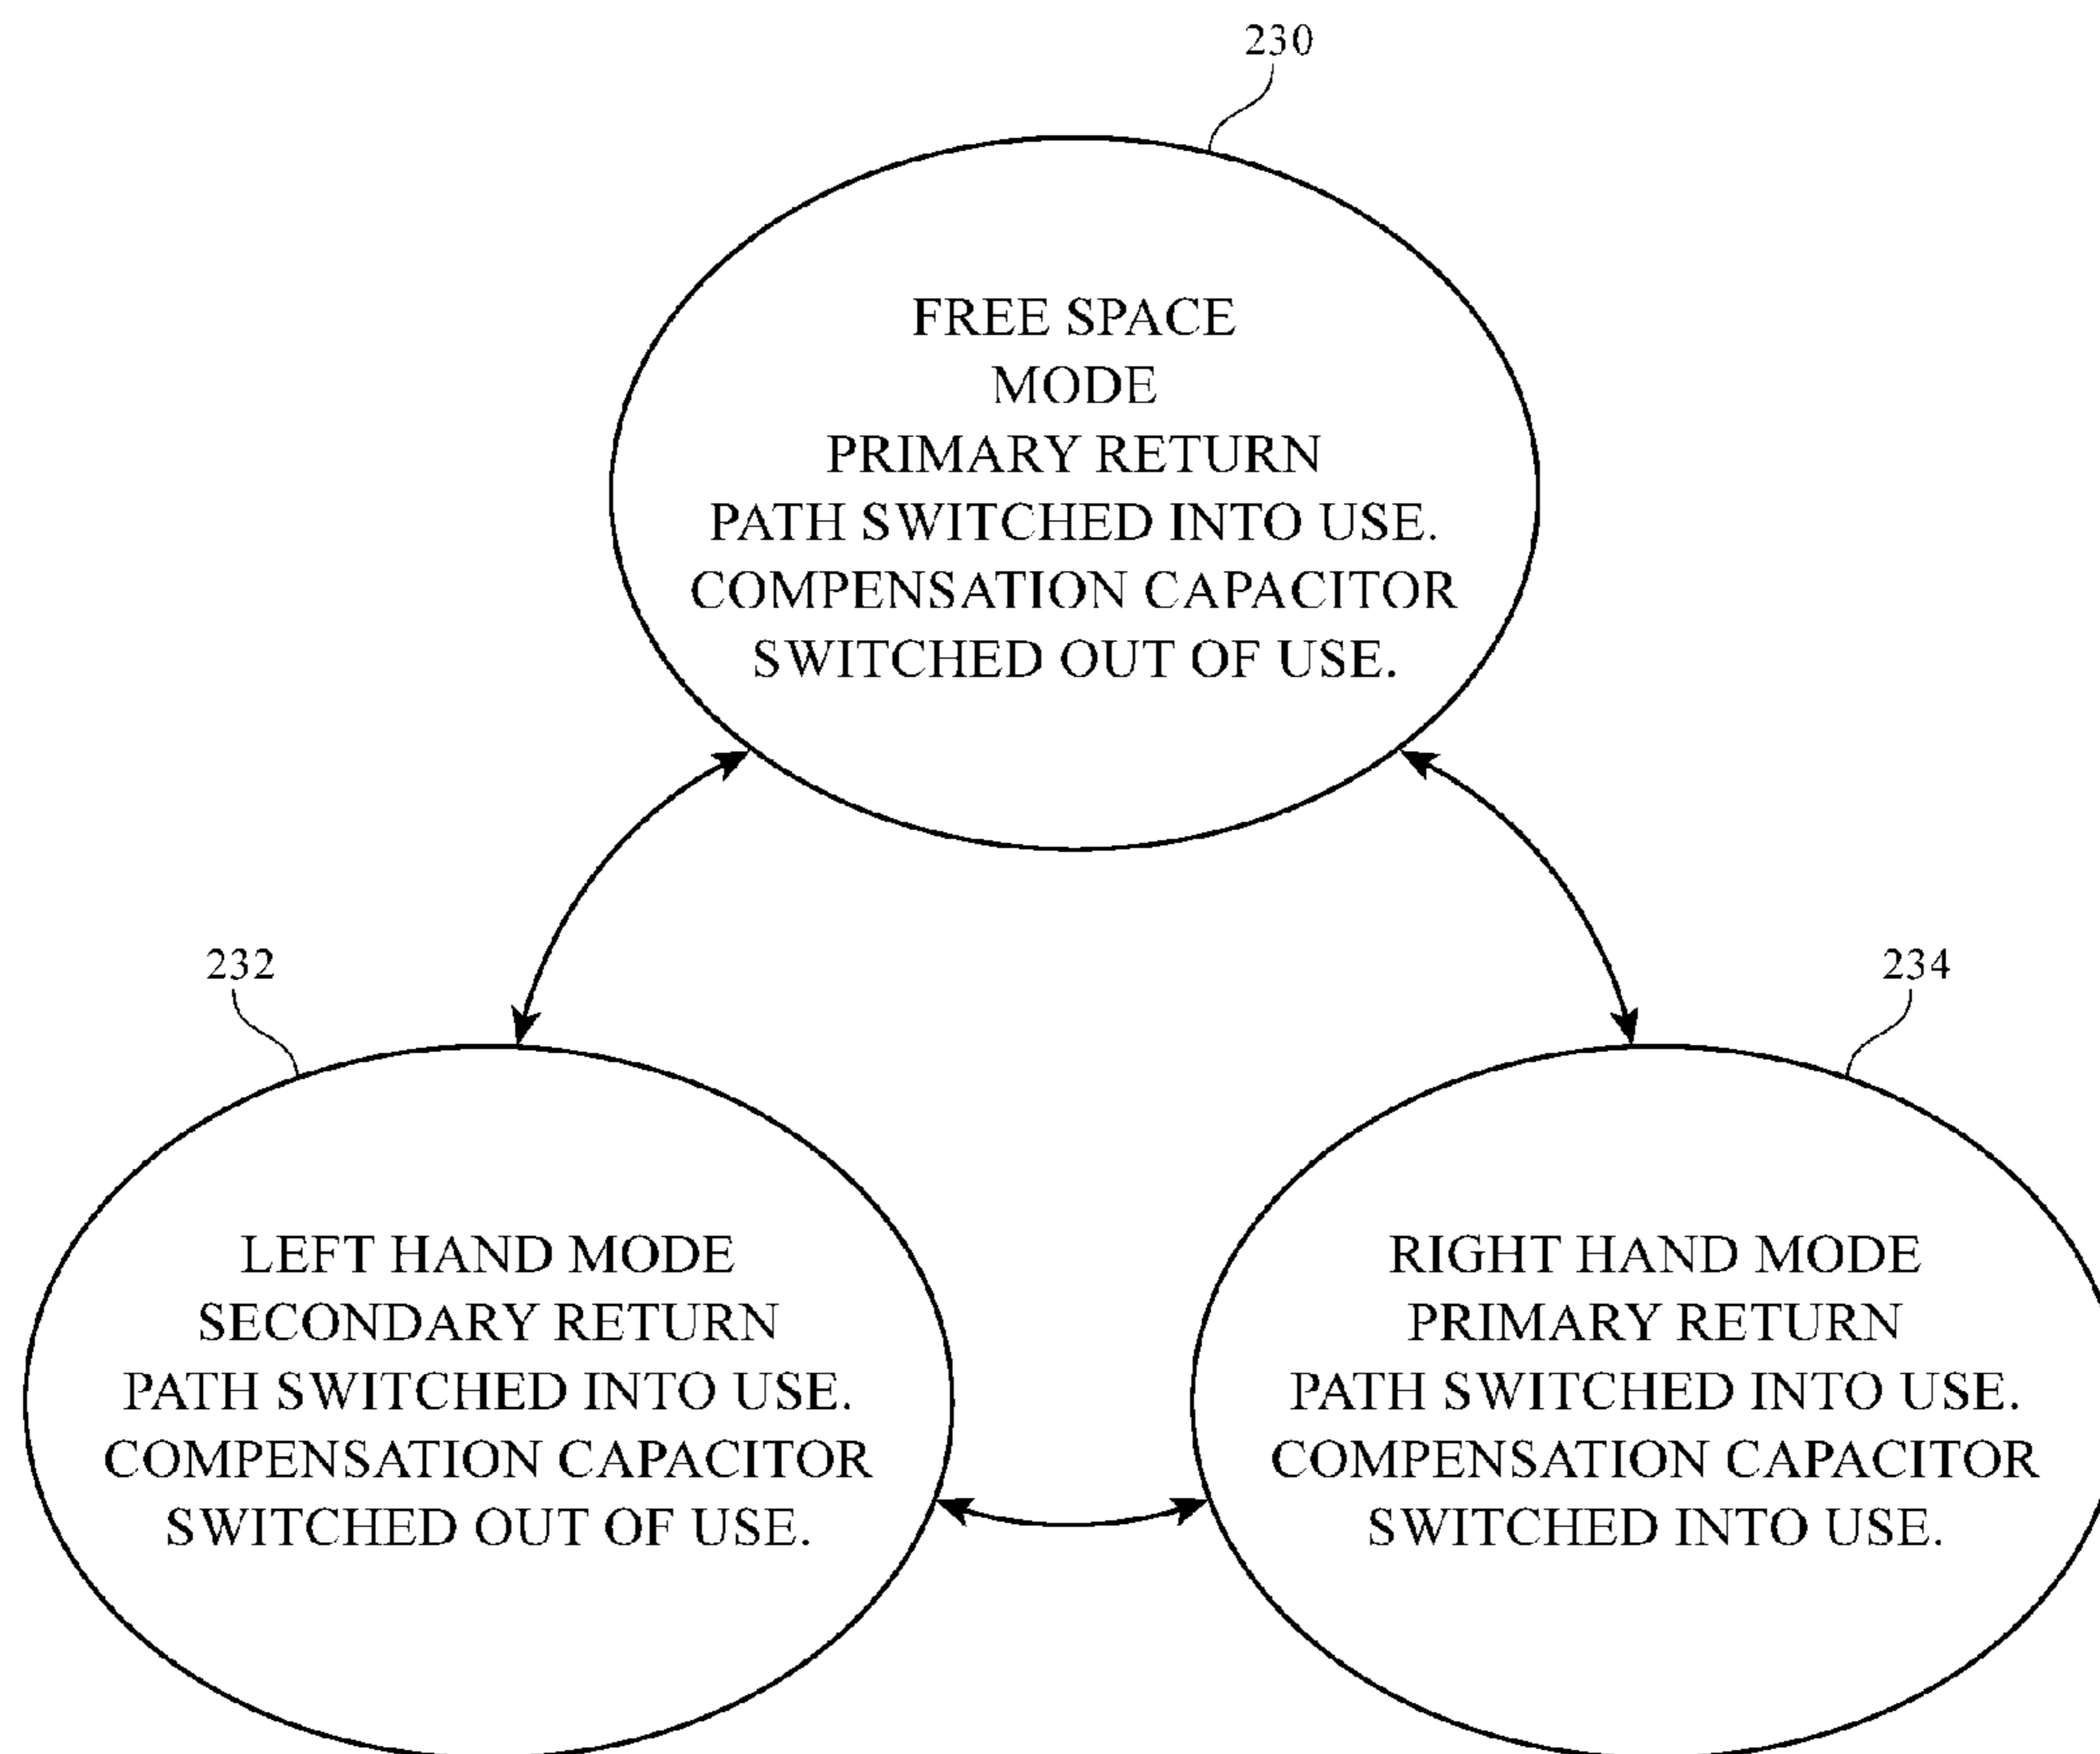 230
FREE SPACE
MODE
PRIMARY RETURN
PATH SWITCHED INTO USE.
COMPENSATION CAPACITOR
SWITCHED OUT OF USE.
232
LEFT HAND MODE
SECONDARY RETURN
PATH SWITCHED INTO USE.
COMPENSATION CAPACITOR
SWITCHED OUT OF USE.
234
RIGHT HAND MODE
PRIMARY RETURN
PATH SWITCHED INTO USE.
COMPENSATION CAPACITOR
SWITCHED INTO USE.